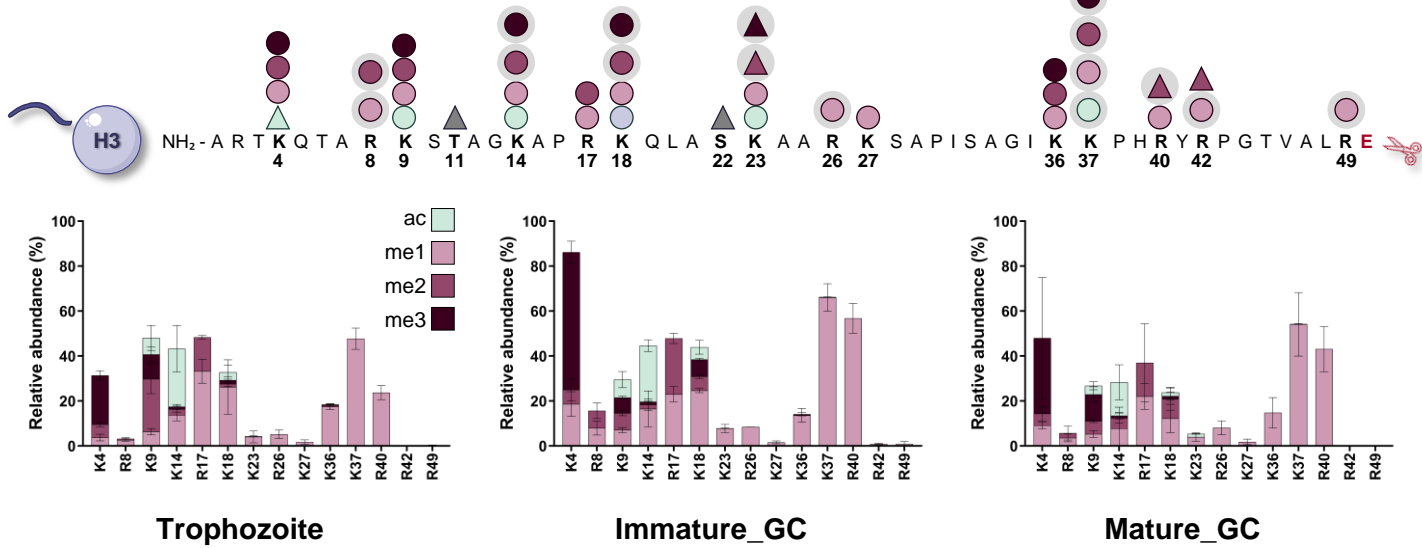 H3
NH₂ - A R T K Q T A R K S T A G K A P R K Q L A S K A A R K S A P I S A G I K K P H R Y R P G T V A L R E
4 8 9 11 14 17 18 22 23 26 27 36 37 40 42 49
ac
me1
me2
me3
Relative abundance (%)
100
80
60
40
20
0
K4 R8 K9 K14 R17 K18 K23 R26 K27 K36 K37 R40 R42 R49
Trophozoite
Relative abundance (%)
100
80
60
40
20
0
K4 R8 K9 K14 R17 K18 K23 R26 K27 K36 K37 R40 R42 R49
Immature_GC
Relative abundance (%)
100
80
60
40
20
0
K4 R8 K9 K14 R17 K18 K23 R26 K27 K36 K37 R40 R42 R49
Mature_GC